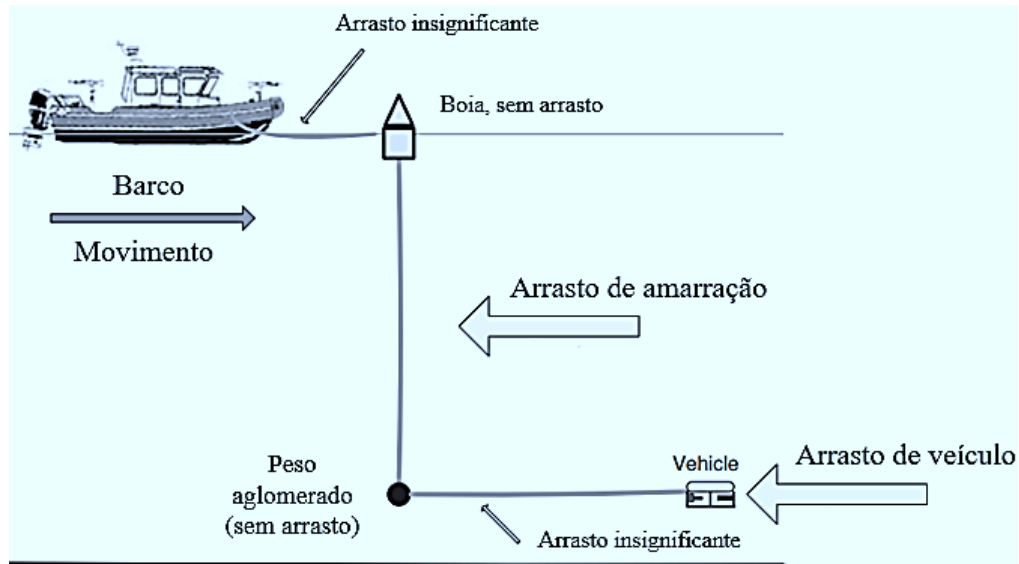 Arrasto insignificante
Boia, sem arrasto
Barco
Movimento
Arrasto de amarração
Peso
aglomerado
(sem arrasto)
Vehicle
Arrasto de veículo
Arrasto insignificante